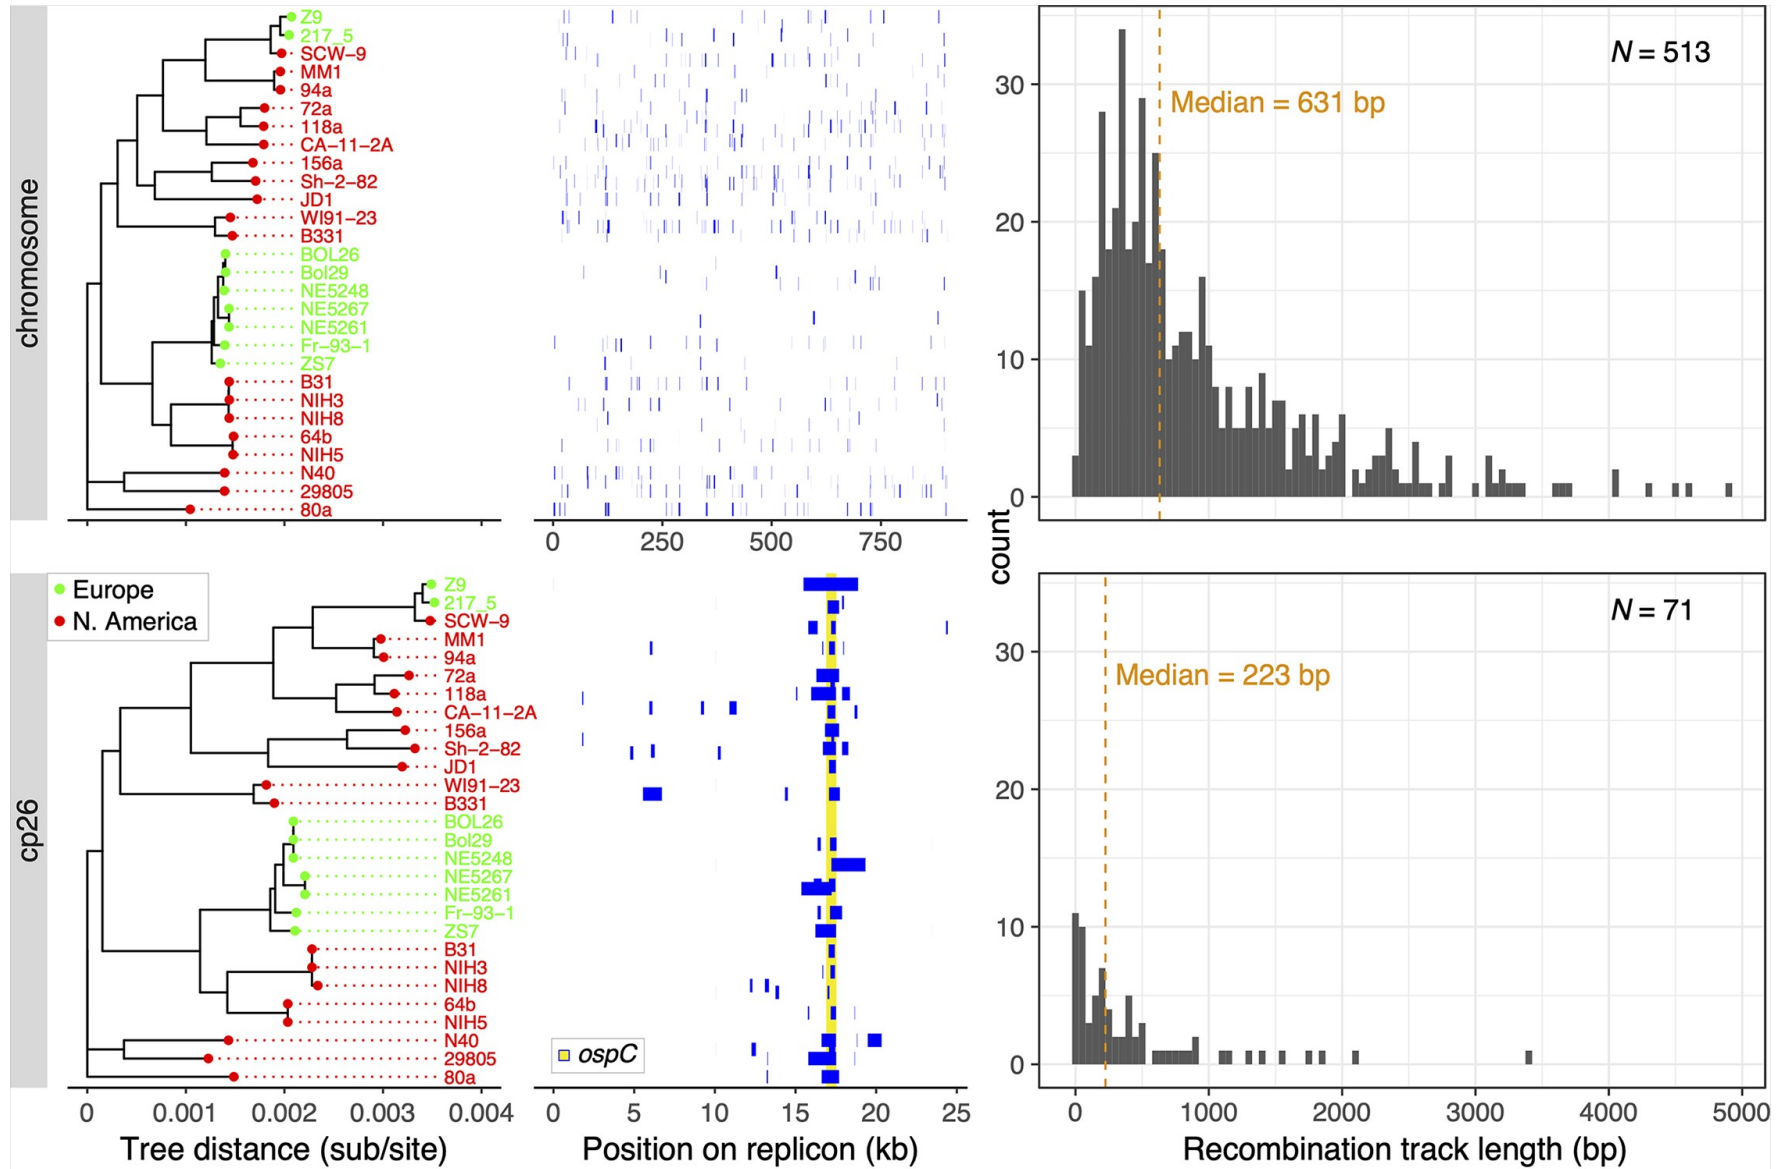 chromosome
Z9
217_5
SCW-9
MM1
94a
72a
118a
CA-11-2A
156a
Sh-2-82
JD1
WI91-23
B331
BOL26
Bol29
NE5248
NE5267
NE5261
Fr-93-1
ZS7
B31
NIH3
NIH8
64b
NIH5
N40
29805
80a
0 250 500 750
N = 513
Median = 631 bp
30
20
10
0
count
cp26
Europe
N. America
Z9
217_5
SCW-9
MM1
94a
72a
118a
CA-11-2A
156a
Sh-2-82
JD1
WI91-23
B331
BOL26
Bol29
NE5248
NE5267
NE5261
Fr-93-1
ZS7
B31
NIH3
NIH8
64b
NIH5
N40
29805
80a
0 0.001 0.002 0.003 0.004
Tree distance (sub/site)
ospC
0 5 10 15 20 25
Position on replicon (kb)
N = 71
Median = 223 bp
30
20
10
0
0 1000 2000 3000 4000 5000
Recombination track length (bp)